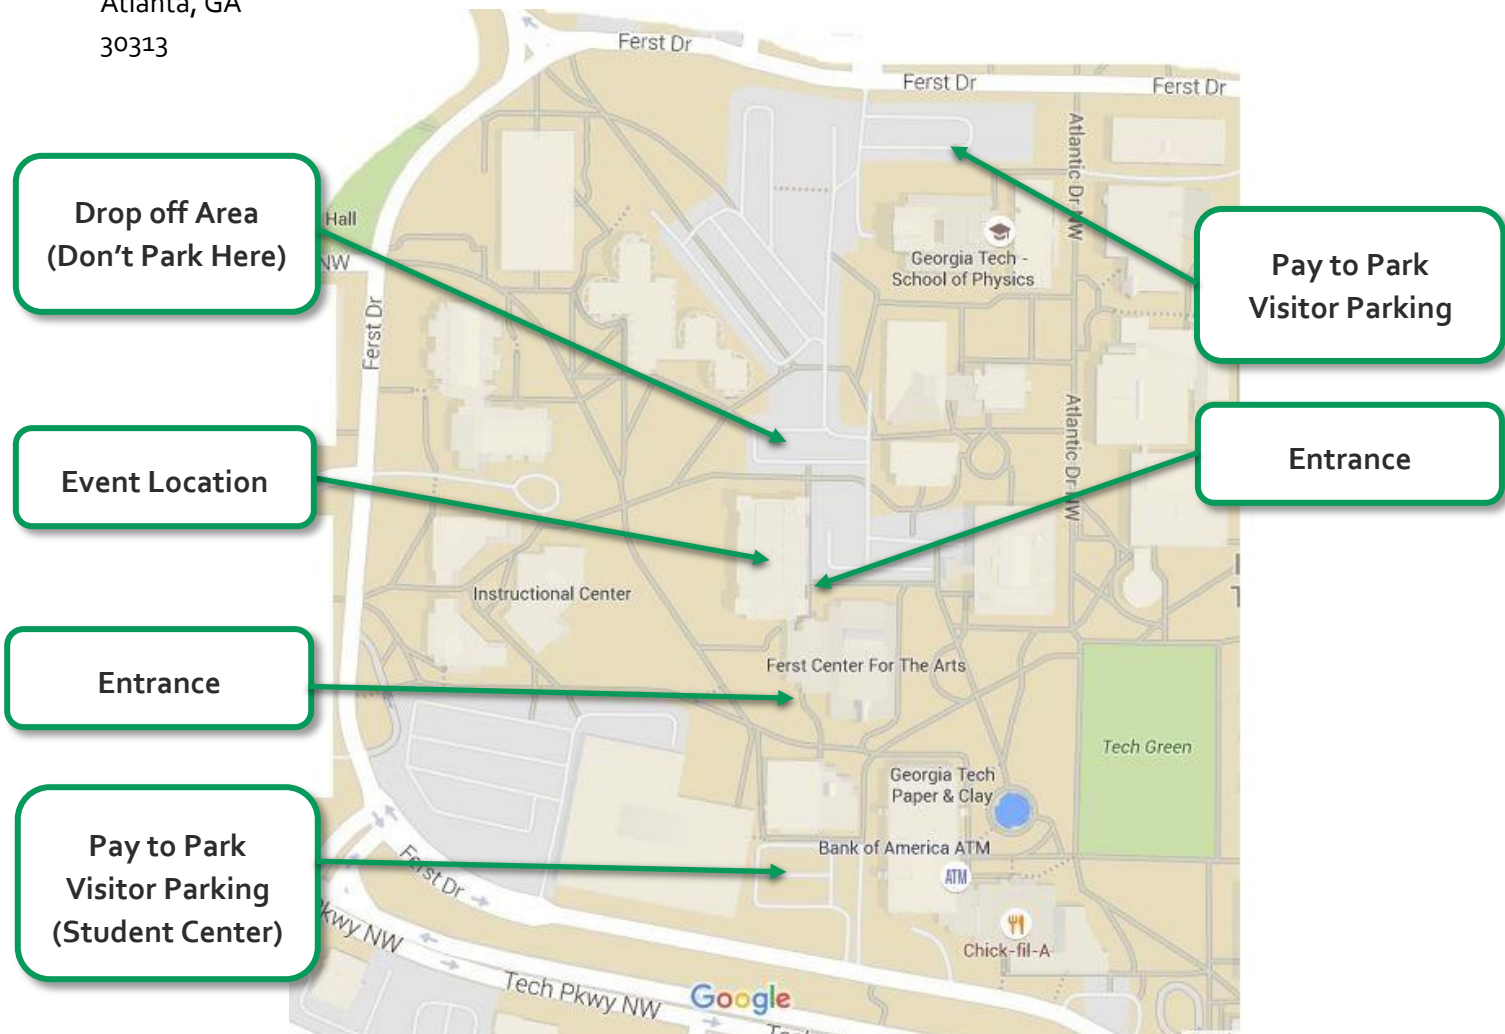 Atlanta, GA
30313
Ferst Dr
Ferst Dr
Ferst Dr
Atlantic Dr NW
Drop off Area
(Don't Park Here)
Hall
NW
Georgia Tech -
School of Physics
Pay to Park
Visitor Parking
Ferst Dr
Atlantic Dr NW
Event Location
Entrance
Instructional Center
Entrance
Ferst Center For The Arts
Tech Green
Georgia Tech
Paper & Clay
Pay to Park
Visitor Parking
(Student Center)
Bank of America ATM
ATM
Ferst Dr
Pkwy NW
Chick-fil-A
Tech Pkwy NW
Google